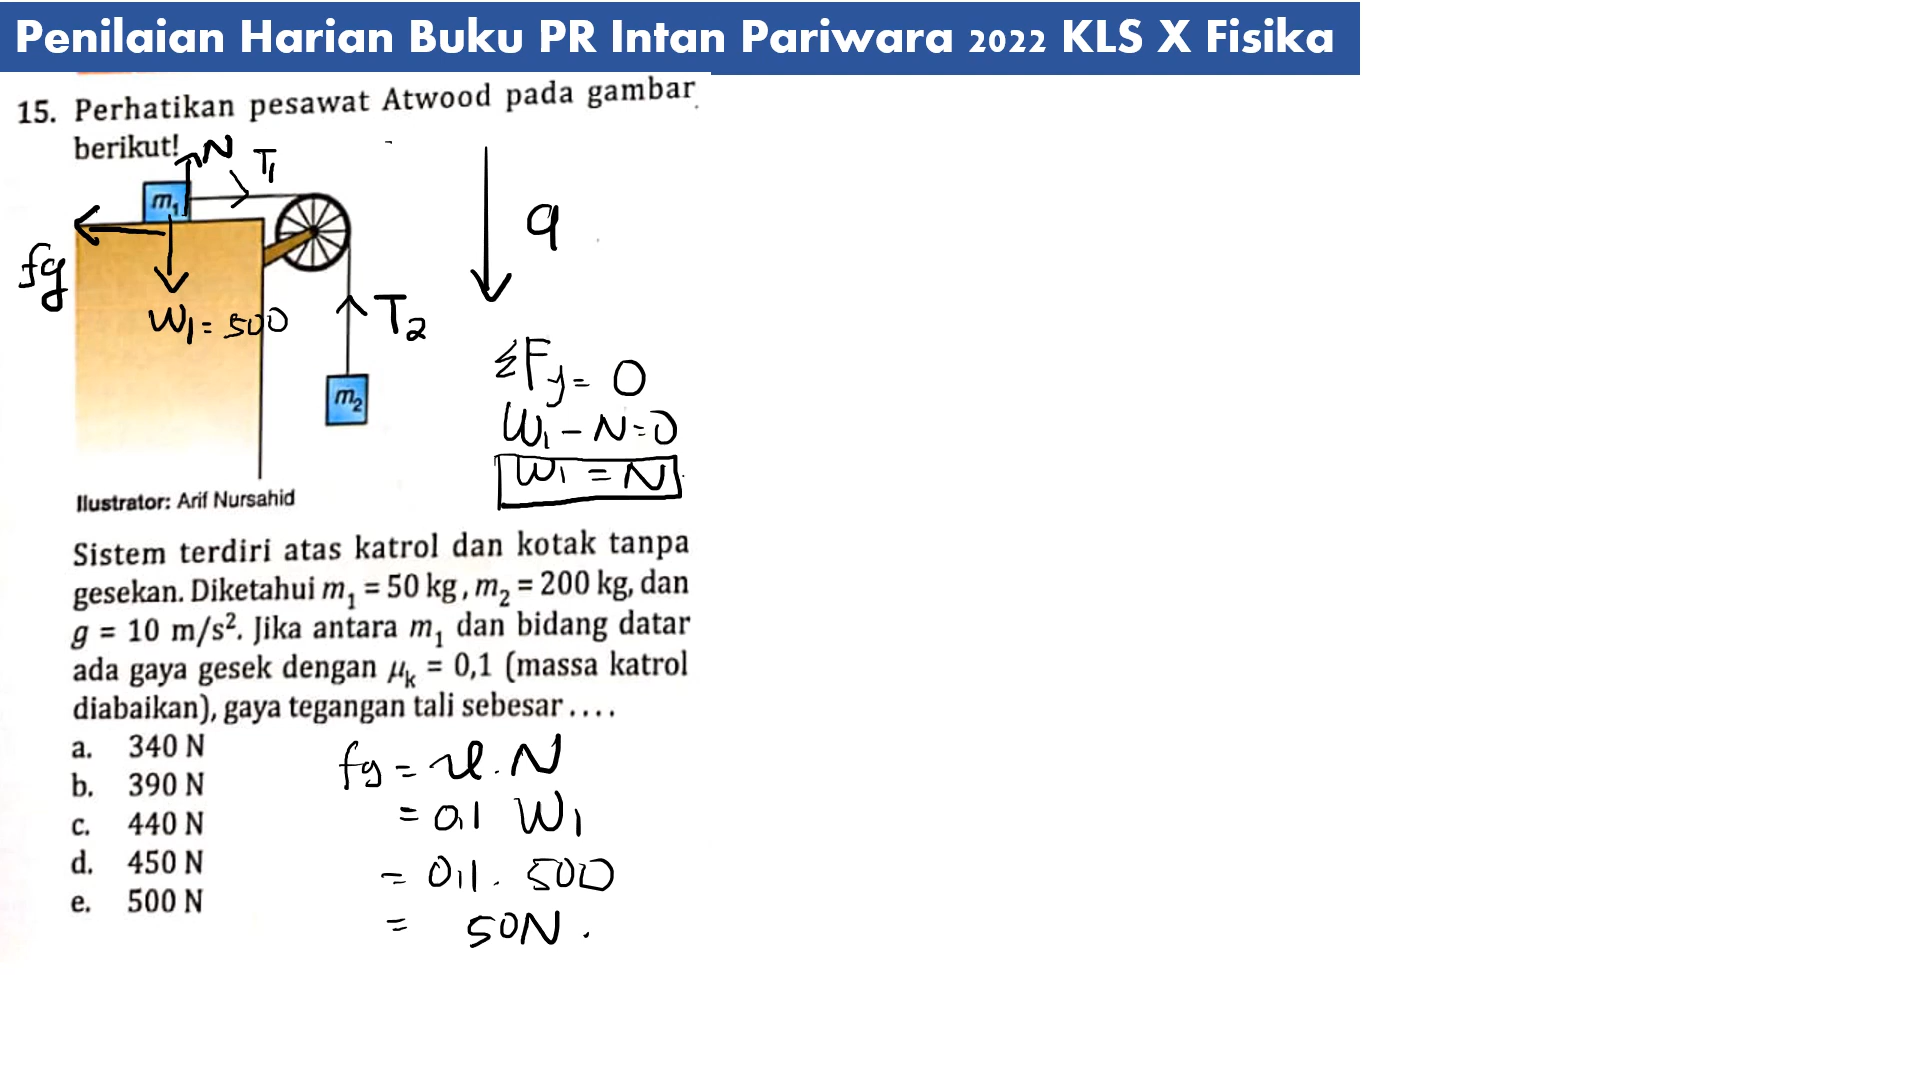 Penilaian Harian Buku PR Intan Pariwara 2022 KLS X Fisika
15. Perhatikan pesawat Atwood pada gambar
berikut!
N
T1
m1
fg
W1 = 500
T2
m2
a
ΣFy = 0
W1 - N = 0
W1 = N
Ilustrator: Arif Nursahid
Sistem terdiri atas katrol dan kotak tanpa
gesekan. Diketahui m1 = 50 kg, m2 = 200 kg, dan
g = 10 m/s². Jika antara m1 dan bidang datar
ada gaya gesek dengan μk = 0,1 (massa katrol
diabaikan), gaya tegangan tali sebesar . . . .
a. 340 N
b. 390 N
c. 440 N
d. 450 N
e. 500 N
fg = μ. N
= 0,1 W1
= 0,1. 500
= 50N.